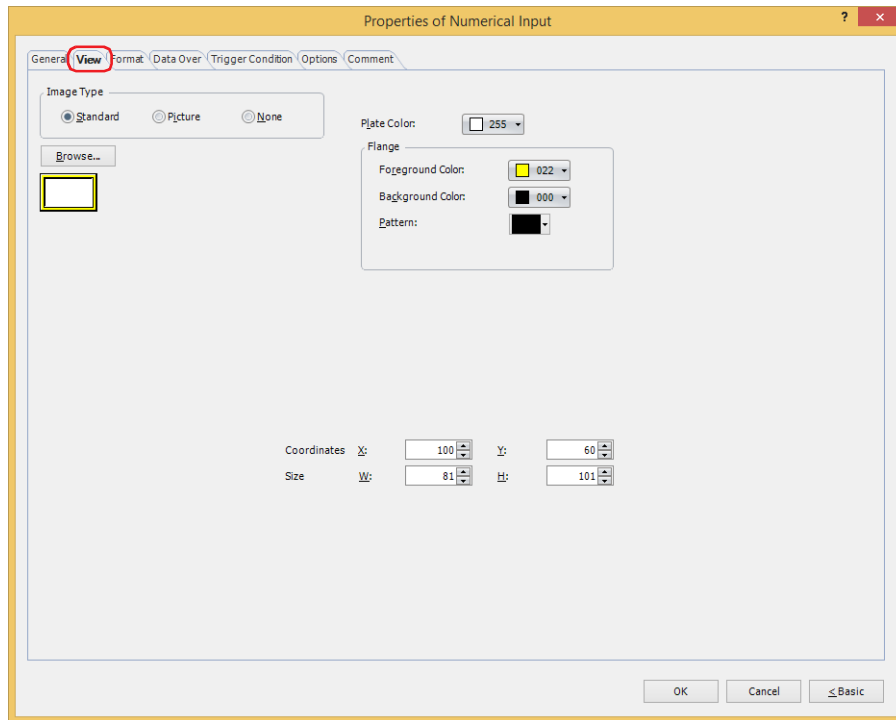 Properties of Numerical Input
? ×
General View Format Data Over Trigger Condition Options Comment
Image Type
Standard Picture None
Plate Color: 255
Browse...
Flange
Foreground Color: 022
Background Color: 000
Pattern:
Coordinates X: 100 Y: 60
Size W: 81 H: 101
OK Cancel < Basic